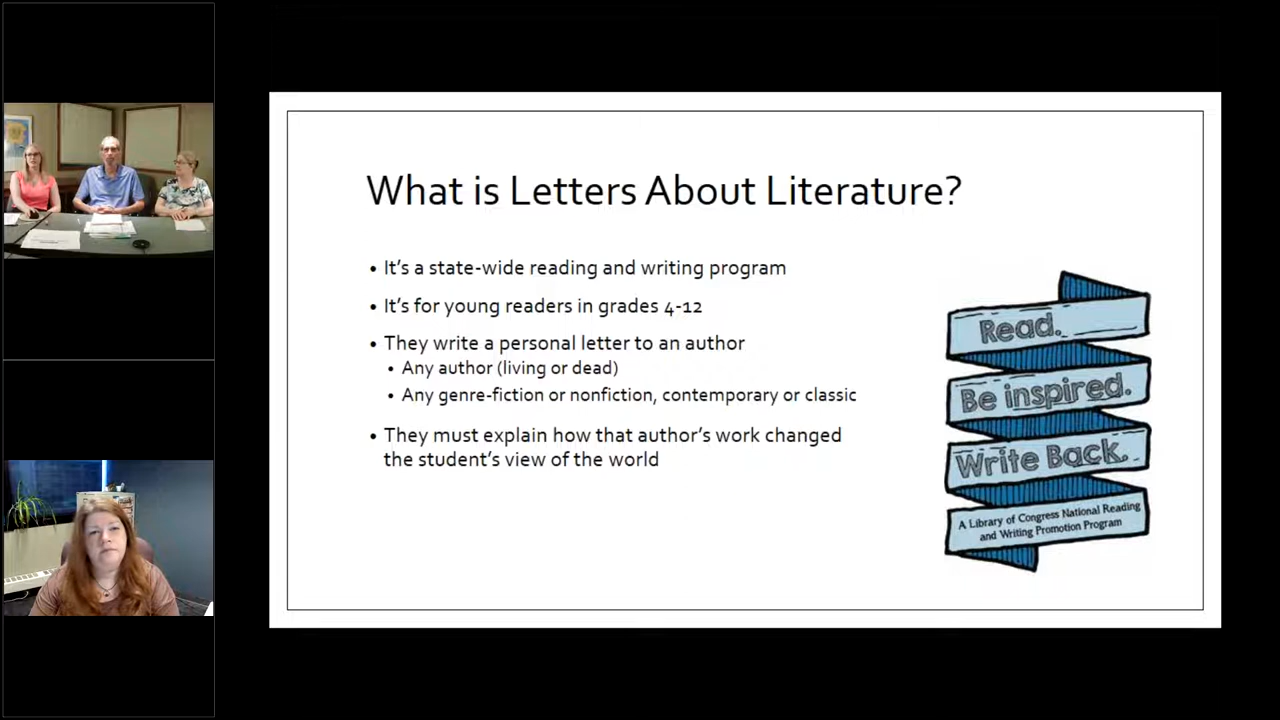 What is Letters About Literature?
• It's a state-wide reading and writing program
• It's for young readers in grades 4-12
• They write a personal letter to an author
• Any author (living or dead)
• Any genre-fiction or nonfiction, contemporary or classic
• They must explain how that author's work changed
the student's view of the world
Read.
Be inspired.
Write Back.
A Library of Congress National Reading
and Writing Promotion Program